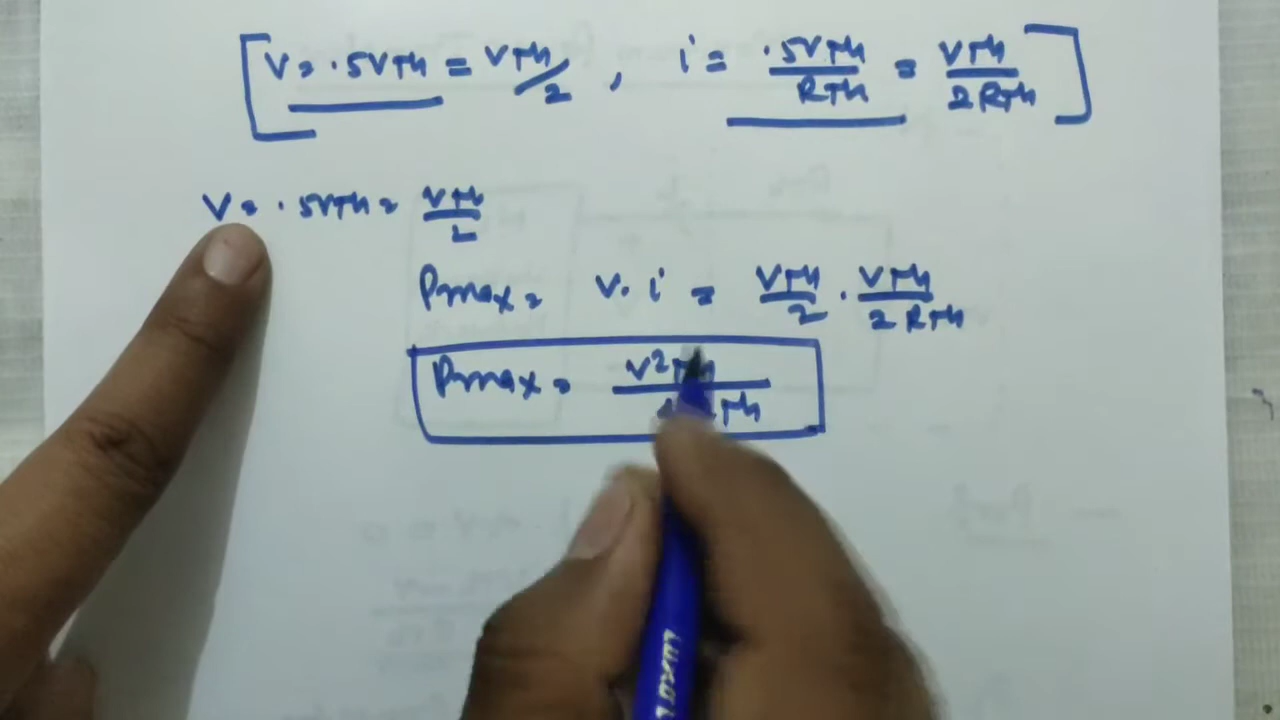 [V = .5VTh = VTh/2 , i = .5VTh/RTh = VTh/2RTh]
V = .5VTh = VTh/2
Pmax = V.i = VTh/2 . VTh/2RTh
Pmax = V²Th/